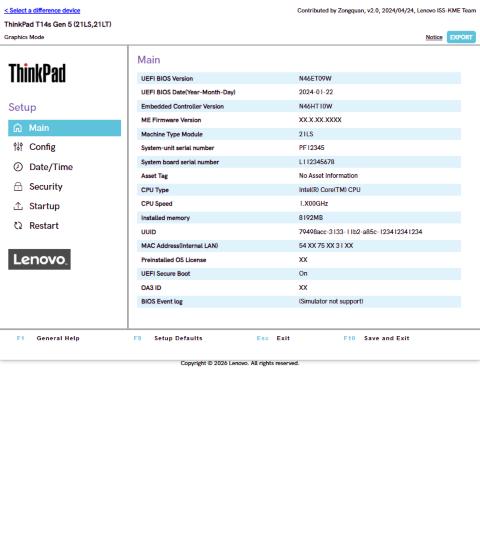 < Select a difference device
Contributed by Zongquan, v2.0, 2024/04/24, Lenovo ISS-KME Team
ThinkPad T14s Gen 5 (21LS,21LT)
Graphics Mode
Notice EXPORT
ThinkPad
Setup
Main
Config
Date/Time
Security
Startup
Restart
Lenovo
Main
UEFI BIOS Version N46ET09W
UEFI BIOS Date(Year-Month-Day) 2024-01-22
Embedded Controller Version N46HT10W
ME Firmware Version XX.X.XX.XXXX
Machine Type Module 21LS
System-unit serial number PF12345
System board serial number L112345678
Asset Tag No Asset Information
CPU Type Intel(R) Core(TM) CPU
CPU Speed 1.X00GHz
Installed memory 8192MB
UUID 79498acc-3133-11b2-a85c-123412341234
MAC Address(Internal LAN) 54 XX 75 XX 31 XX
Preinstalled OS License XX
UEFI Secure Boot On
OA3 ID XX
BIOS Event log (Simulator not support)
F1 General Help F9 Setup Defaults Esc Exit F10 Save and Exit
Copyright © 2026 Lenovo. All rights reserved.